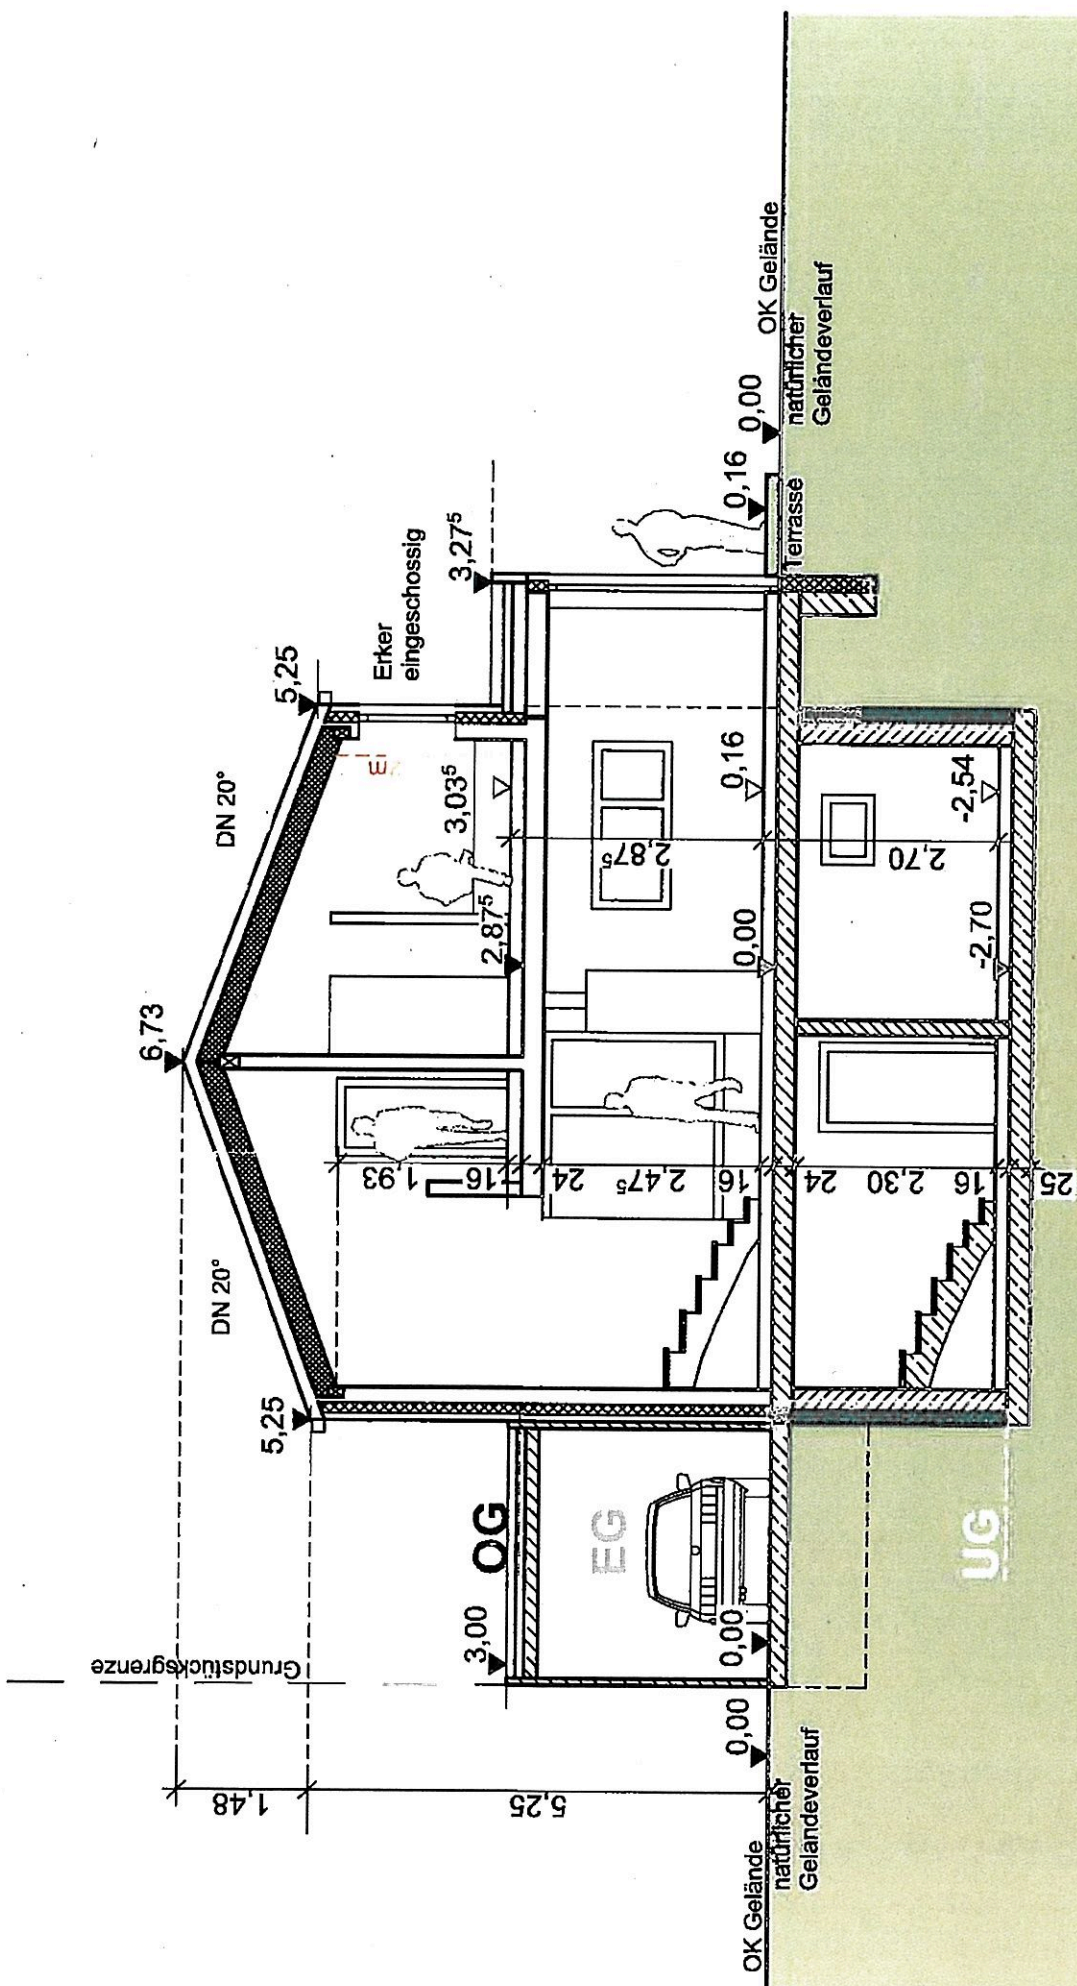 6,73
DN 20°
DN 20°
5,25
5,25
Erker
eingeschossig
3,27⁵
Grundstücksgrenze
1,48
5,25
3,00
OG
EG
UG
1,93
16
24
2,47⁵
16
24
2,30
16
25
2,87⁵
3,03⁵
2,87⁵
0,16
0,00
2,70
-2,54
-2,70
m
0,16
0,00
Terrasse
OK Gelände
natürlicher
Geländeverlauf
0,00
0,00
OK Gelände
natürlicher
Geländeverlauf